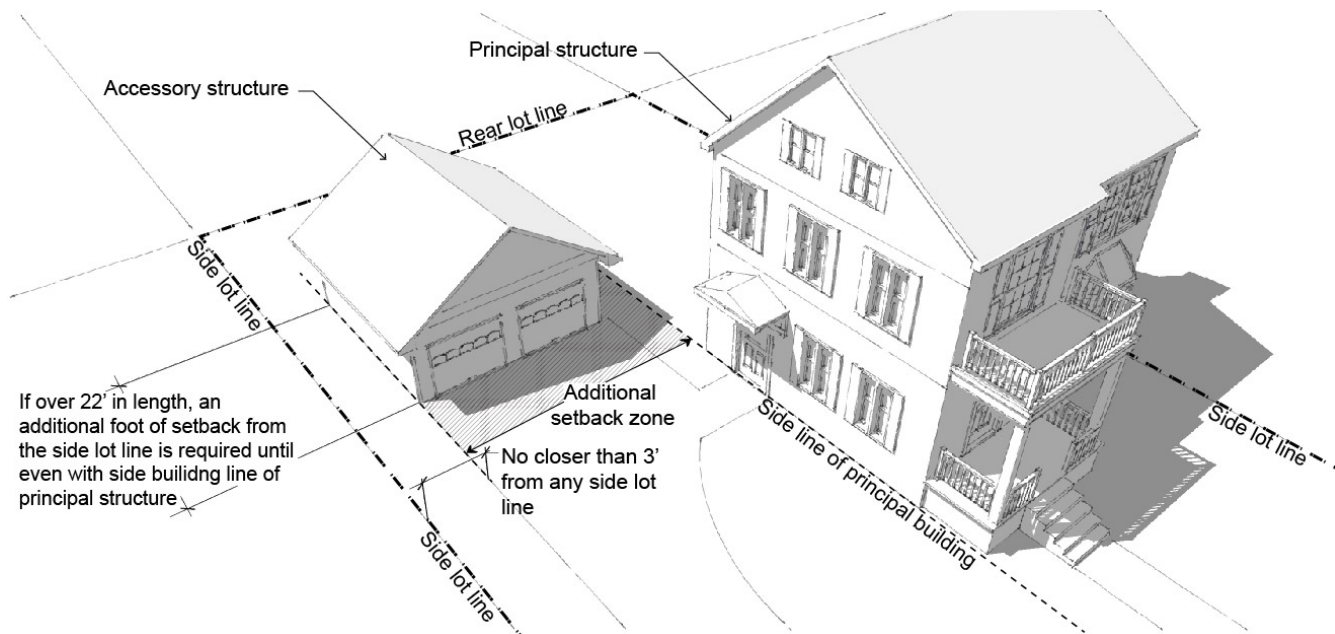 Principal structure
Accessory structure
Rear lot line
Side lot line
If over 22' in length, an
additional foot of setback from
the side lot line is required until
even with side buildng line of
principal structure
Additional
setback zone
No closer than 3'
from any side lot
line
Side line of principal building
Side lot line
Side lot line